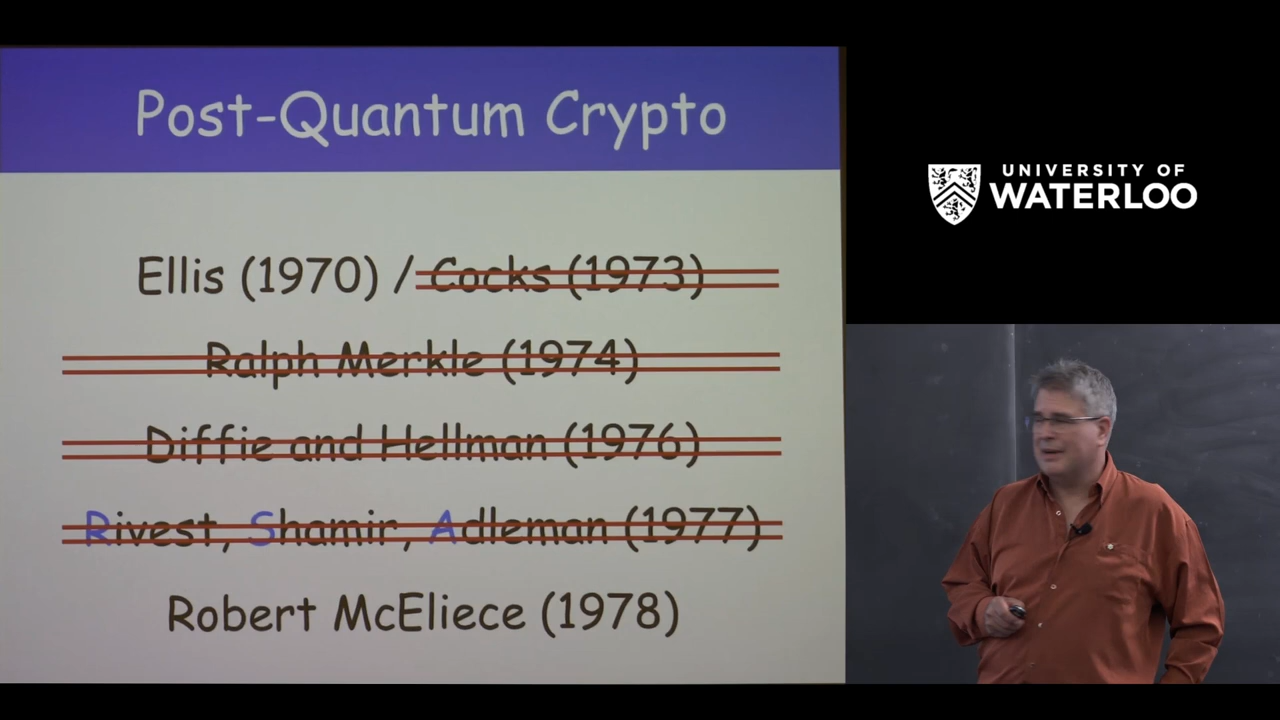 Post-Quantum Crypto
Ellis (1970) / Cocks (1973)
Ralph Merkle (1974)
Diffie and Hellman (1976)
Rivest, Shamir, Adleman (1977)
Robert McEliece (1978)
UNIVERSITY OF
WATERLOO